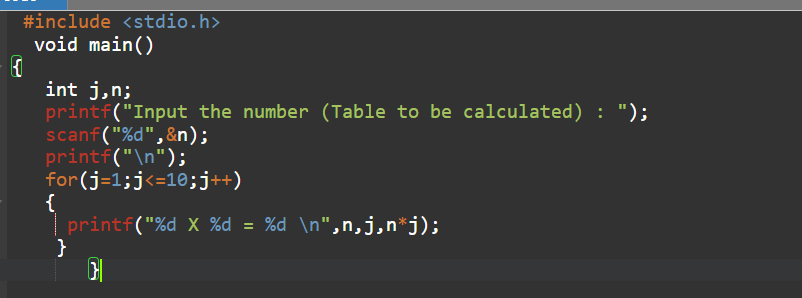 #include <stdio.h>
void main()
{
int j,n;
printf("Input the number (Table to be calculated) : ");
scanf("%d",&n);
printf("\n");
for(j=1;j<=10;j++)
{
printf("%d X %d = %d \n",n,j,n*j);
}
}